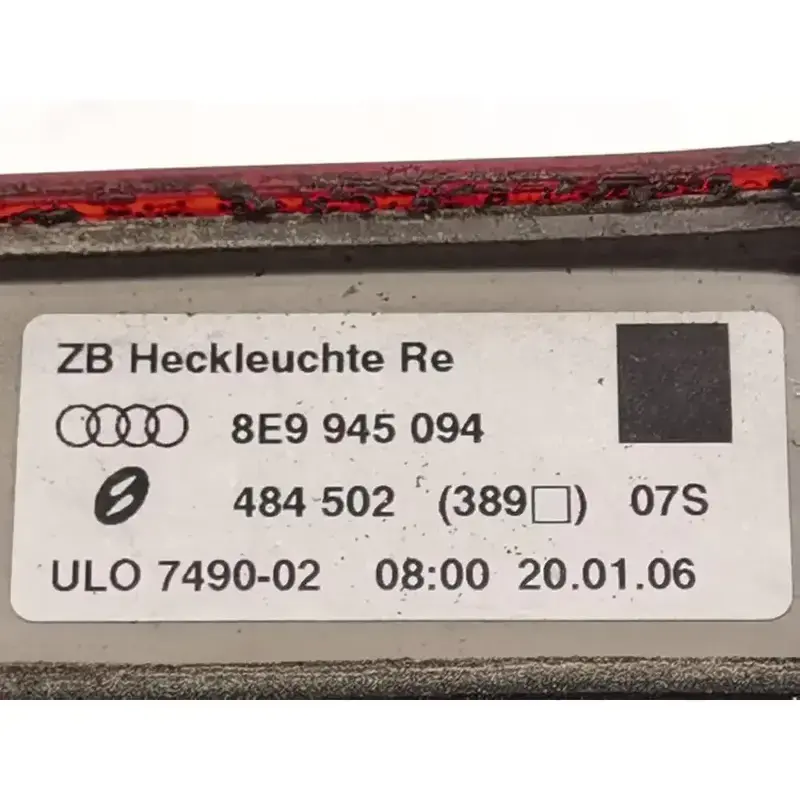 ZB Heckleuchte Re
8E9 945 094
484 502 (389□) 07S
ULO 7490-02 08:00 20.01.06